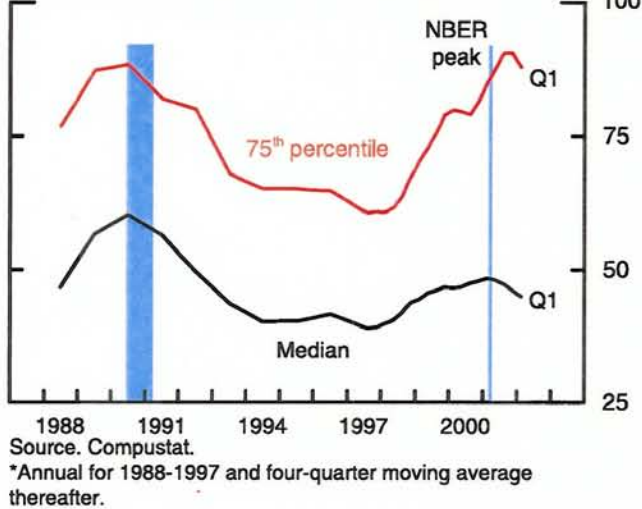 100
NBER
peak
Q1
75th percentile
75
50
Q1
Median
25
1988 1991 1994 1997 2000
Source. Compustat.
*Annual for 1988-1997 and four-quarter moving average
thereafter.